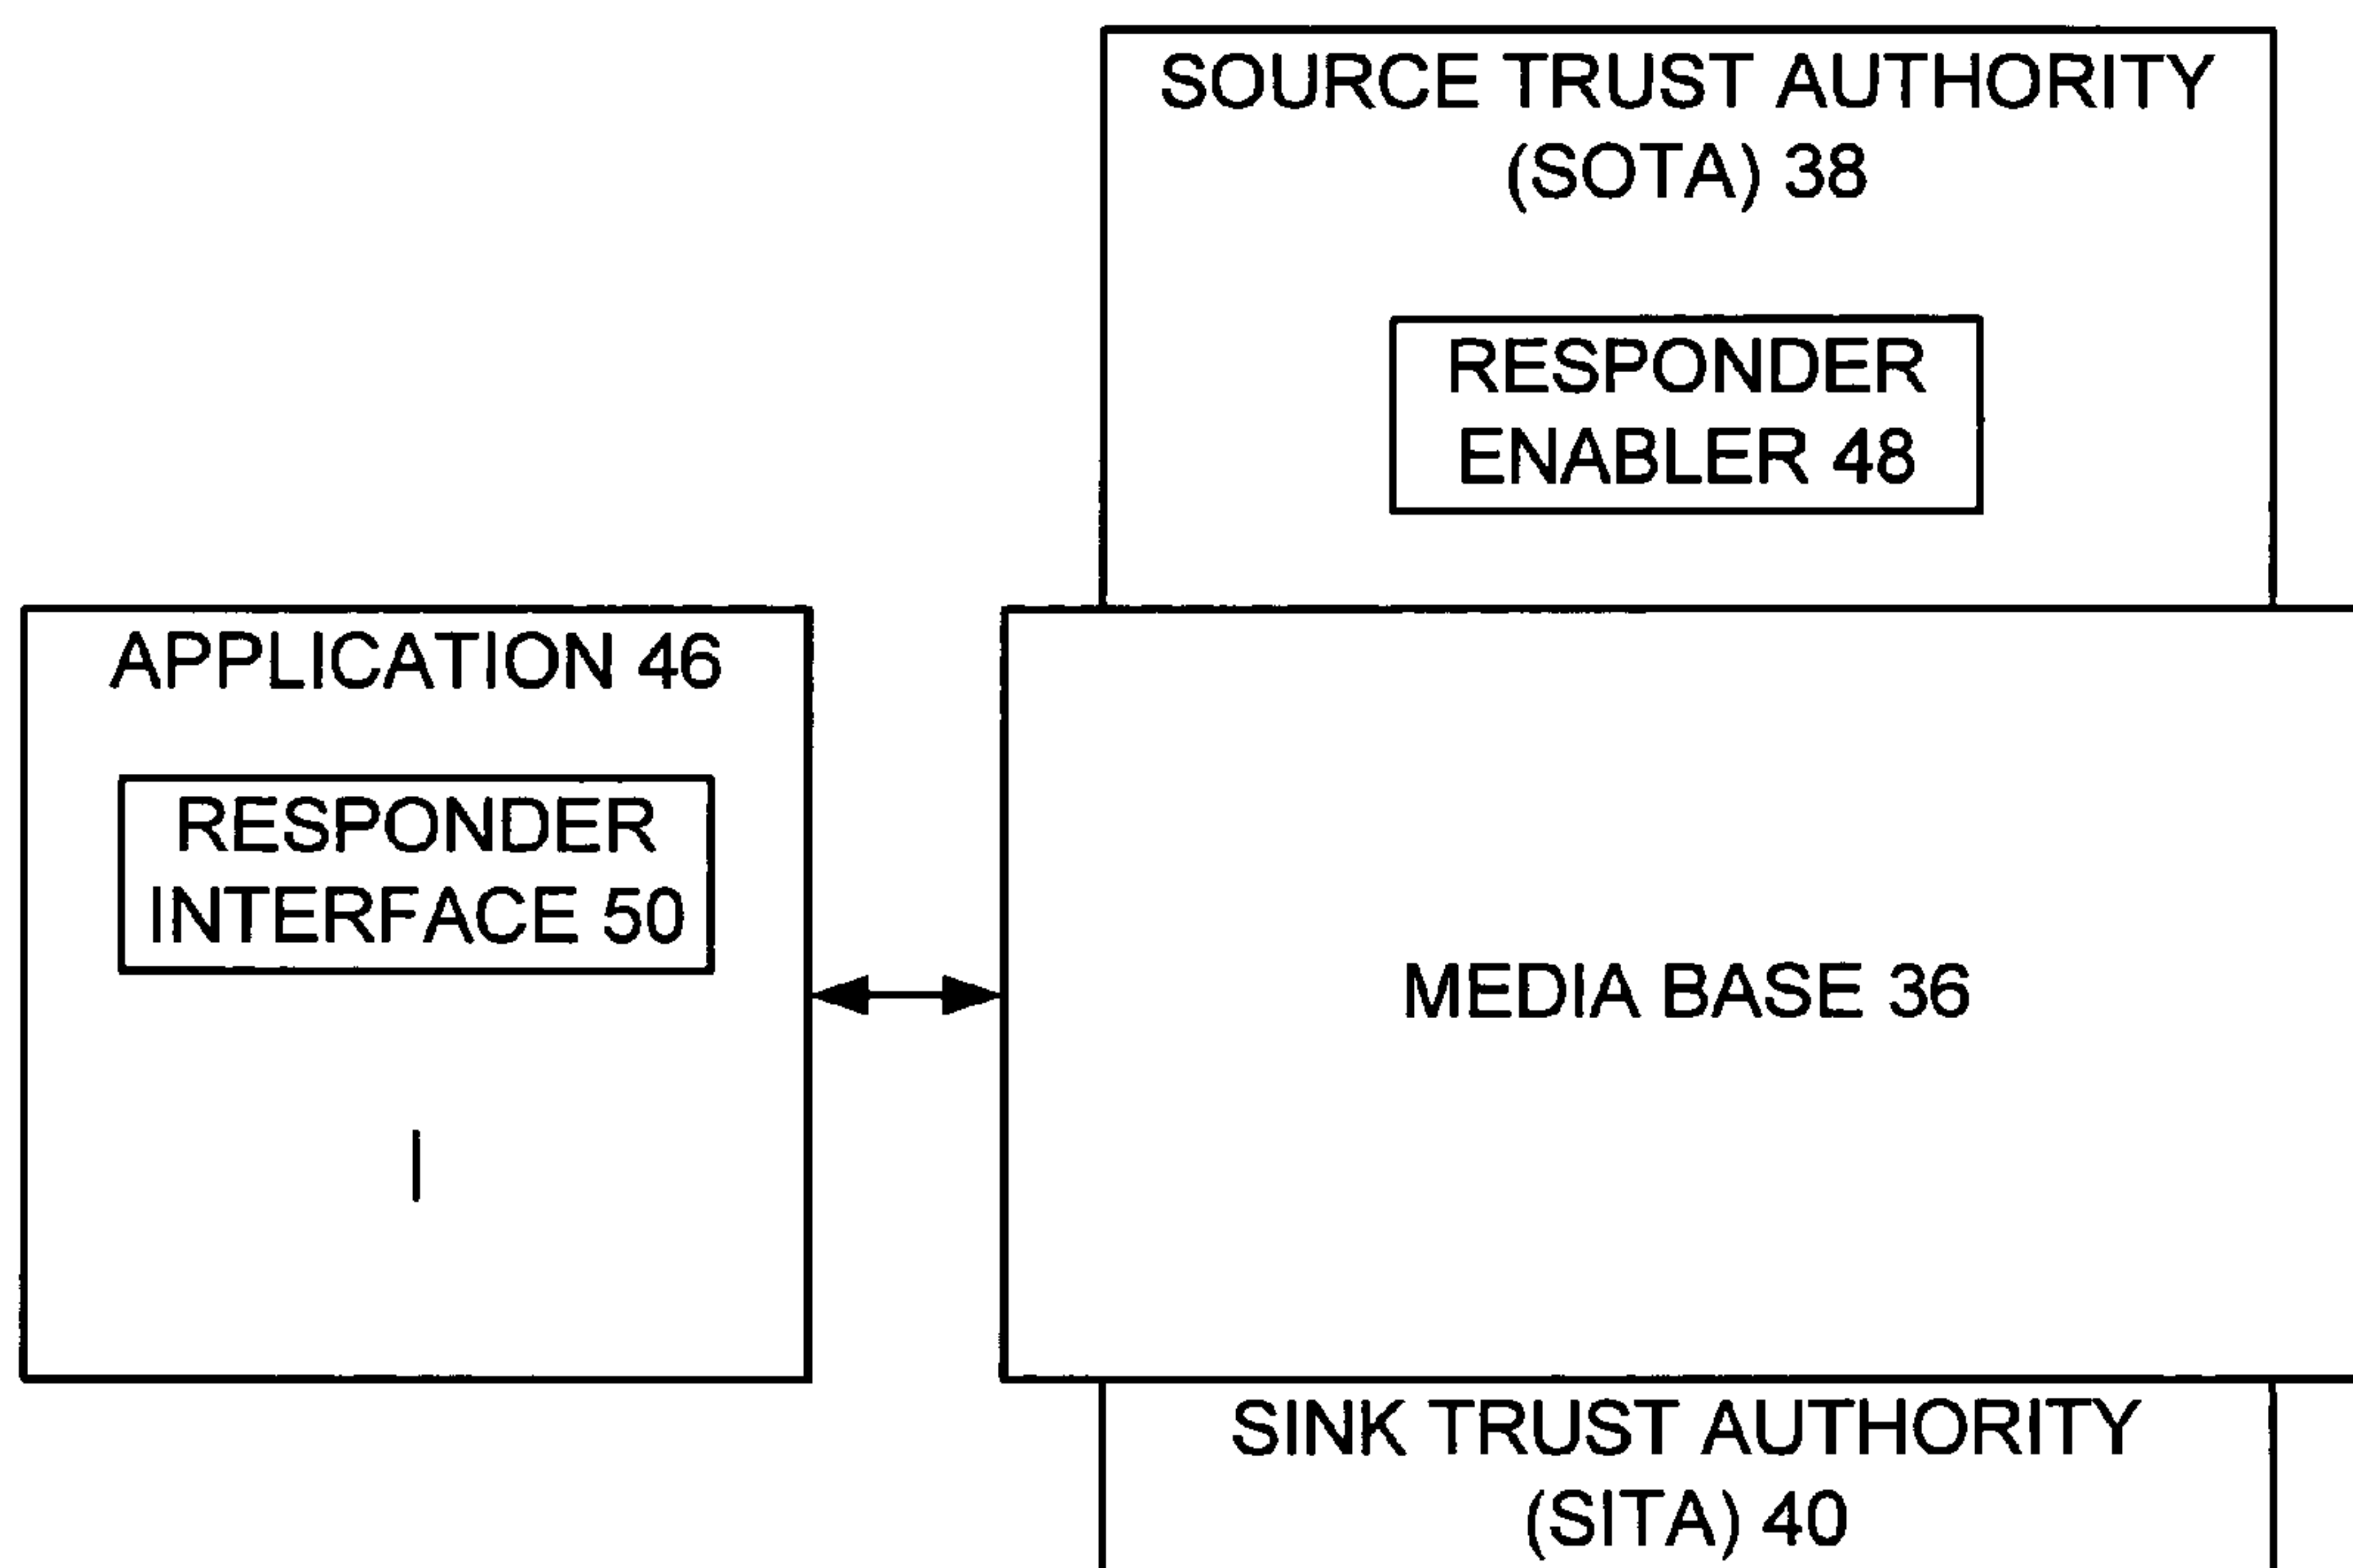 SOURCE TRUST AUTHORITY
(SOTA) 38
RESPONDER
ENABLER 48
APPLICATION 46
RESPONDER
INTERFACE 50
MEDIA BASE 36
SINK TRUST AUTHORITY
(SITA) 40